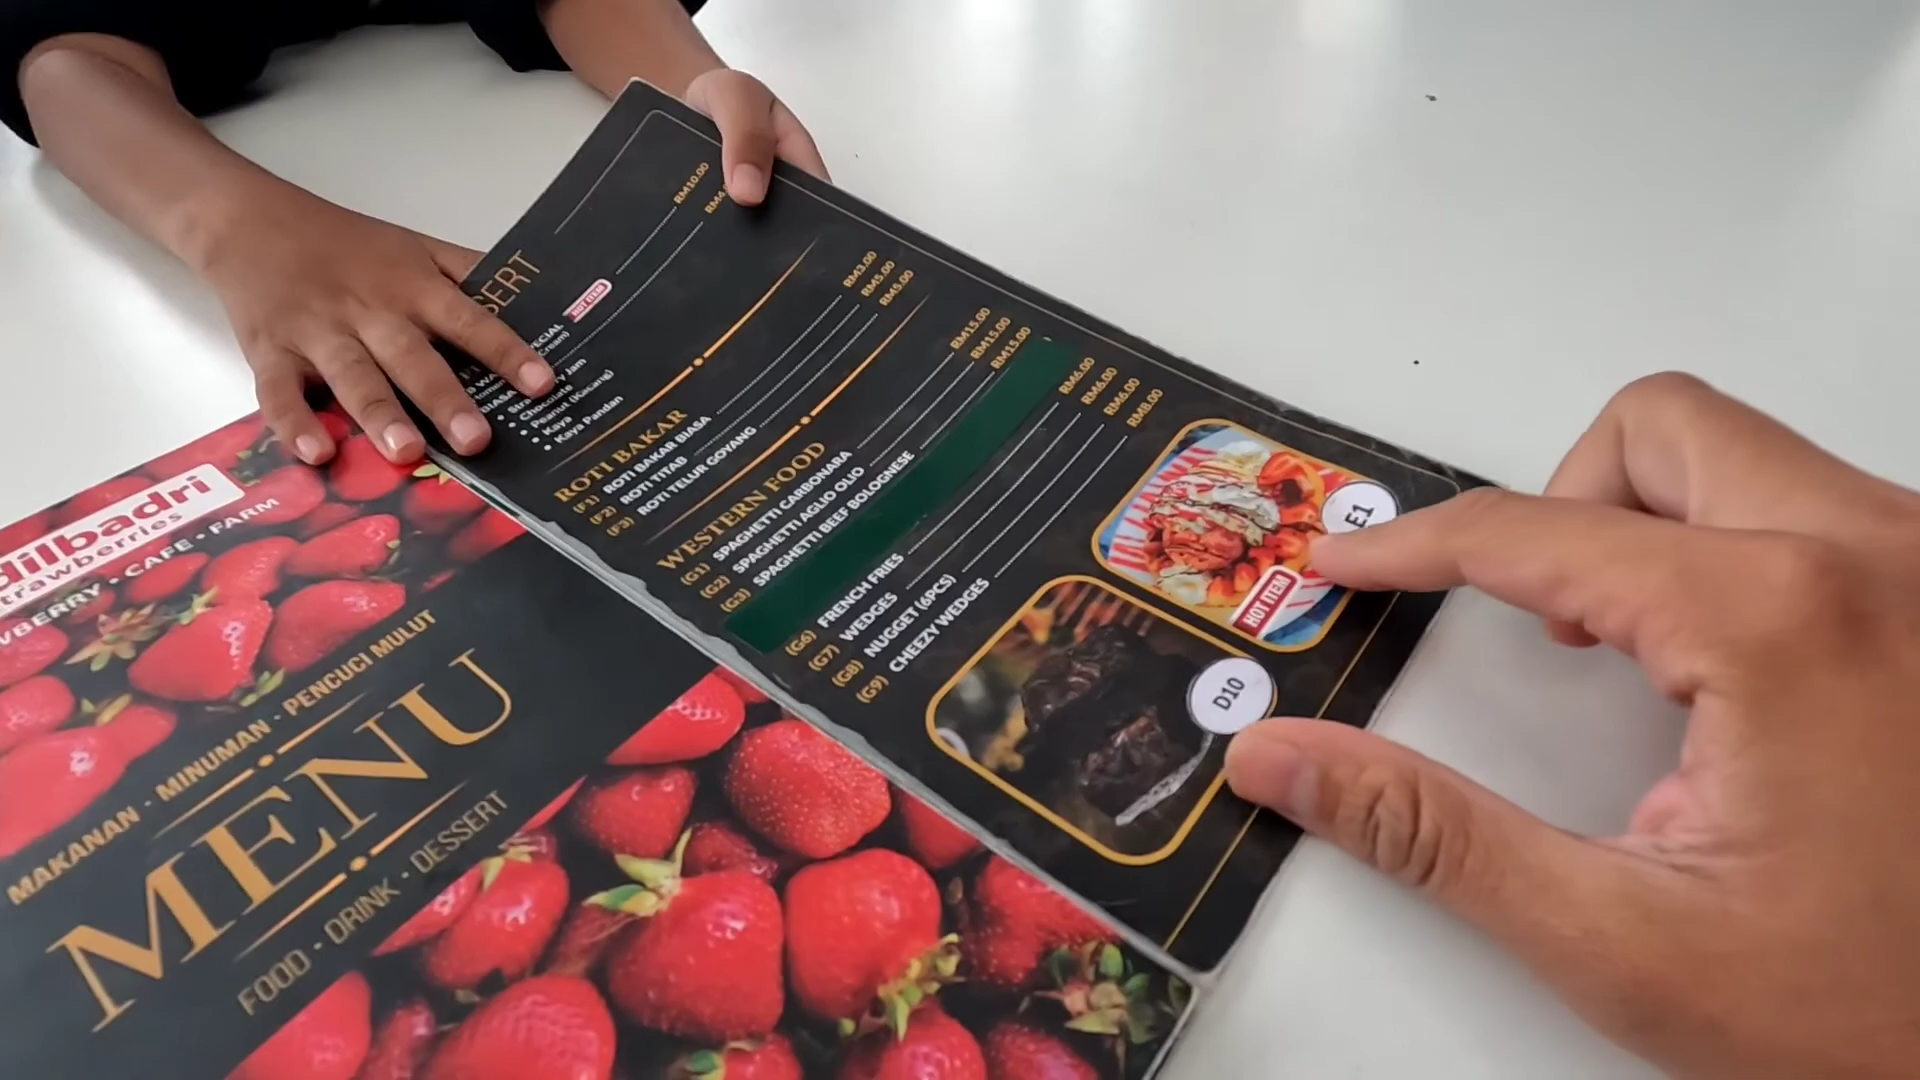 dilbadri
strawberries
WBERRY • CAFE • FARM
MAKANAN • MINUMAN • PENCUCI MULUT
MENU
FOOD • DRINK • DESSERT
SERT
RM10.00
RM4.
ECIAL HOT ITEM
Cream)
BIASA
Chocolate
Peanut (Kacang)
Kaya
Kaya Pandan
ROTI BAKAR
(F1) ROTI BAKAR BIASA RM3.00
(F2) ROTI TITAB RM5.00
(F3) ROTI TELUR GOYANG RM5.00
WESTERN FOOD
(G1) SPAGHETTI CARBONARA RM15.00
(G2) SPAGHETTI AGLIO OLIO RM15.00
(G3) SPAGHETTI BEEF BOLOGNESE RM15.00
(G6) FRENCH FRIES RM6.00
(G7) WEDGES RM6.00
(G8) NUGGET (6PCS) RM6.00
(G9) CHEEZY WEDGES RM8.00
E1
HOT ITEM
D10